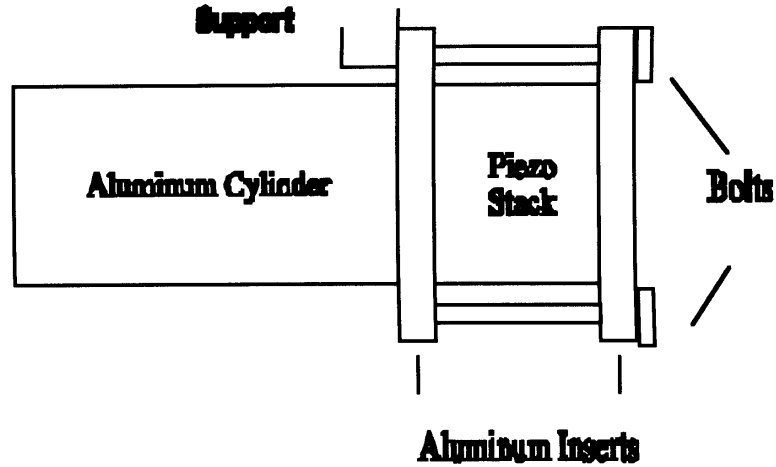 Support
Aluminum Cylinder
Piezo
Stack
Bolts
Aluminum Inserts